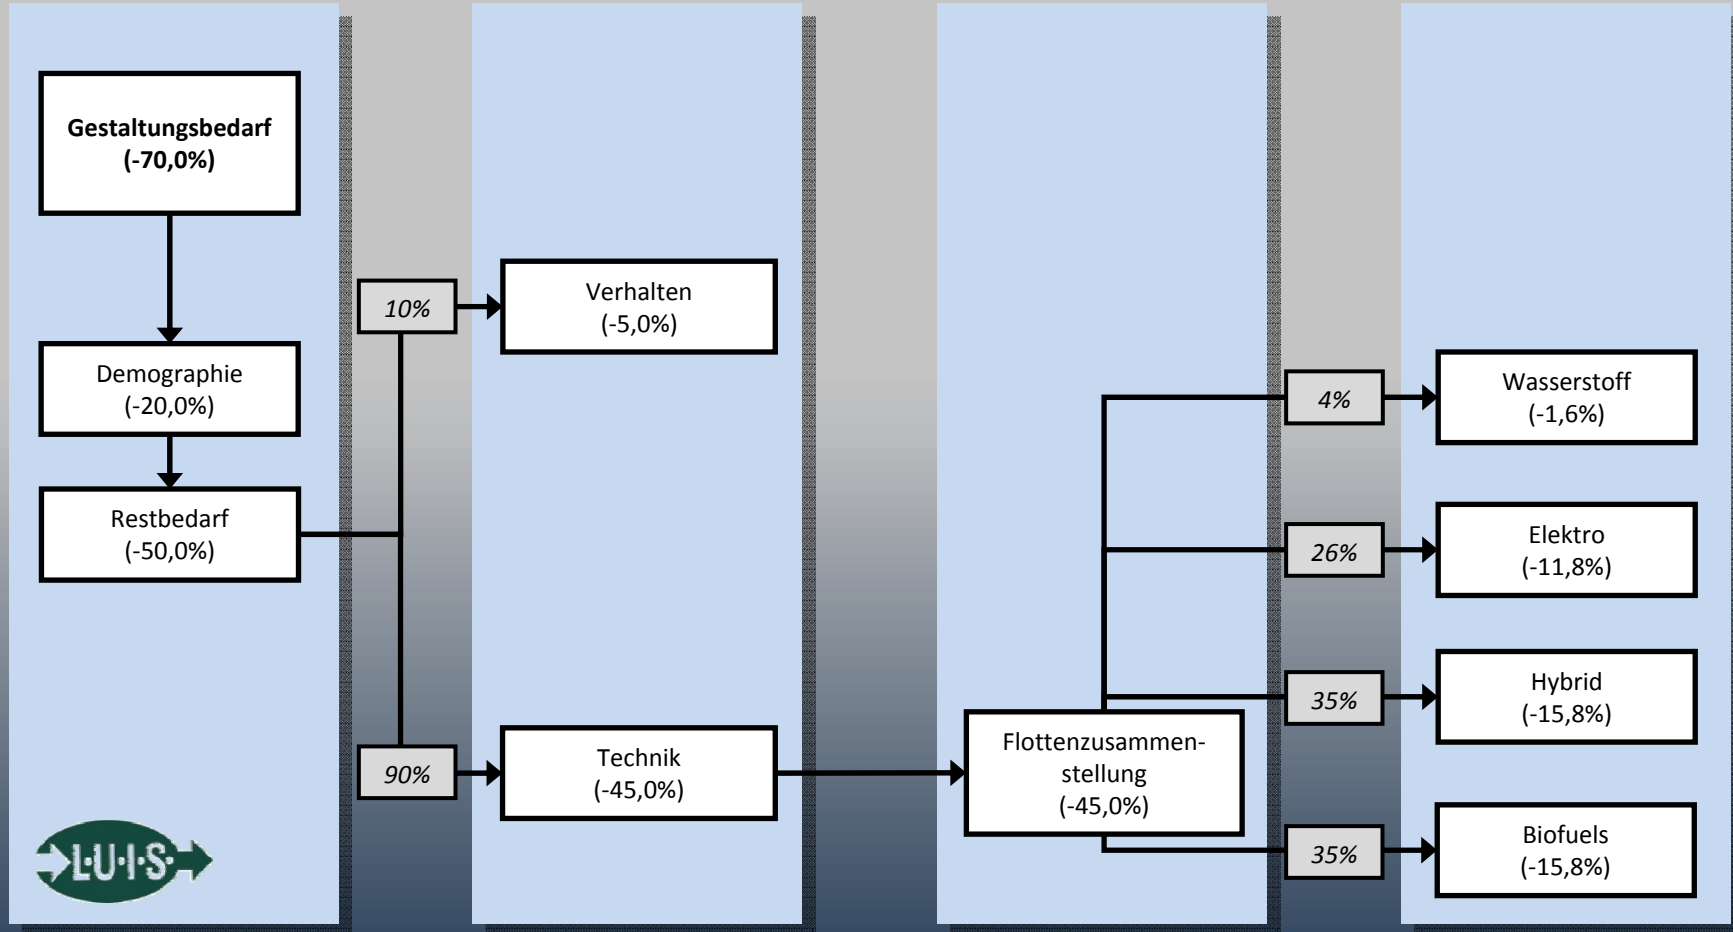 Gestaltungsbedarf
(-70,0%)
Demographie
(-20,0%)
Restbedarf
(-50,0%)
10%
90%
Verhalten
(-5,0%)
Technik
(-45,0%)
Flottenzusammen-
stellung
(-45,0%)
4%
26%
35%
35%
Wasserstoff
(-1,6%)
Elektro
(-11,8%)
Hybrid
(-15,8%)
Biofuels
(-15,8%)
L·U·I·S·